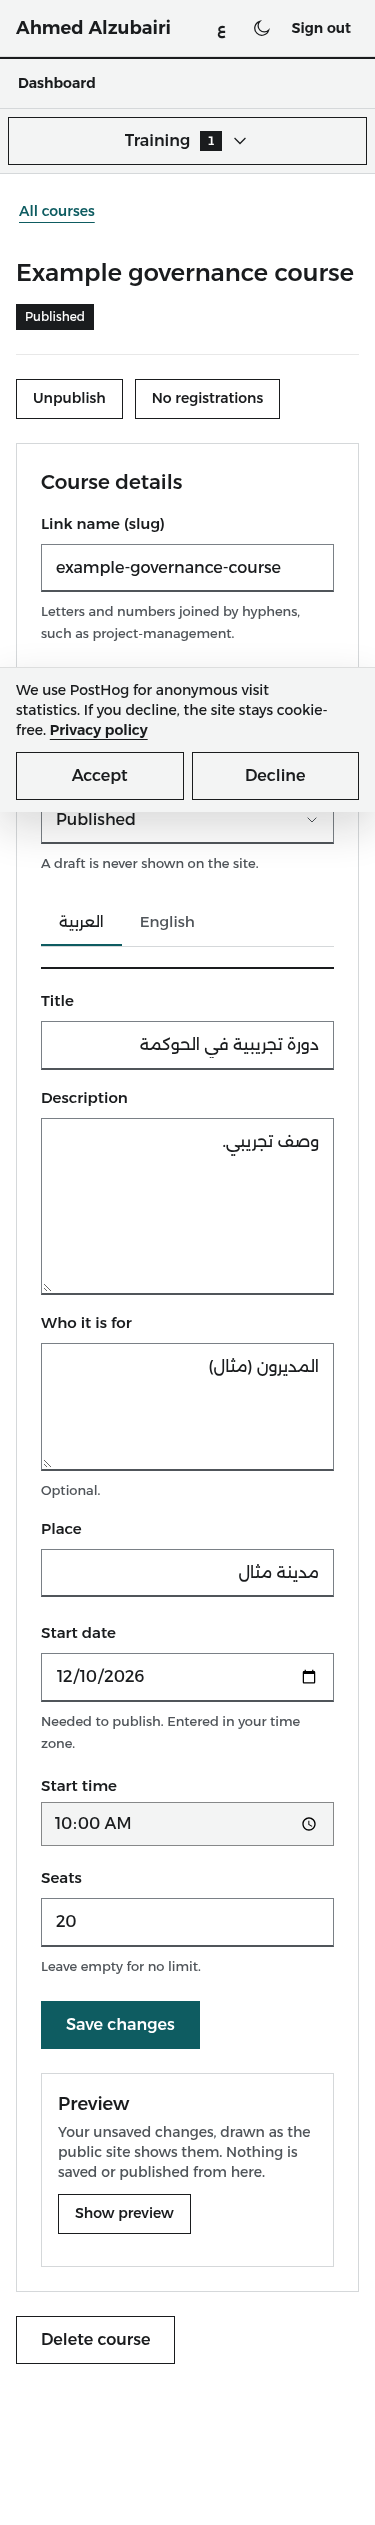 Ahmed Alzubairi ع Sign out
Dashboard
Training 1
All courses
Example governance course
Published
Unpublish No registrations
Course details
Link name (slug)
example-governance-course
Letters and numbers joined by hyphens,
such as project-management.
We use PostHog for anonymous visit
statistics. If you decline, the site stays cookie-
free. Privacy policy
Accept Decline
Published
A draft is never shown on the site.
العربية English
Title
دورة تجريبية في الحوكمة
Description
وصف تجريبي.
Who it is for
المديرون (مثال)
Optional.
Place
مدينة مثال
Start date
12/10/2026
Needed to publish. Entered in your time
zone.
Start time
10:00 AM
Seats
20
Leave empty for no limit.
Save changes
Preview
Your unsaved changes, drawn as the
public site shows them. Nothing is
saved or published from here.
Show preview
Delete course